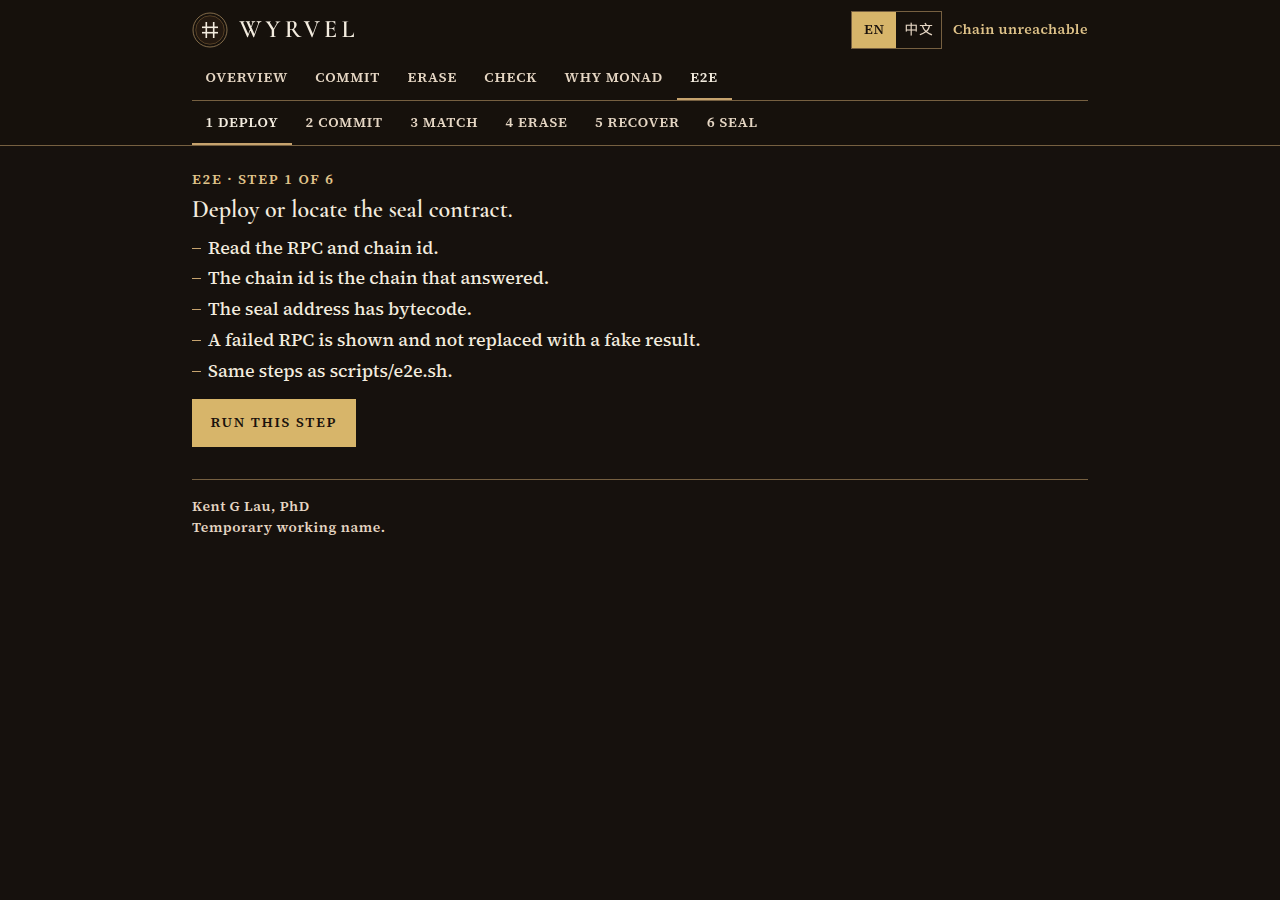 WYRVEL
EN 中文 Chain unreachable
OVERVIEW COMMIT ERASE CHECK WHY MONAD E2E
1 DEPLOY 2 COMMIT 3 MATCH 4 ERASE 5 RECOVER 6 SEAL
E2E · STEP 1 OF 6
Deploy or locate the seal contract.
– Read the RPC and chain id.
– The chain id is the chain that answered.
– The seal address has bytecode.
– A failed RPC is shown and not replaced with a fake result.
– Same steps as scripts/e2e.sh.
RUN THIS STEP
Kent G Lau, PhD
Temporary working name.